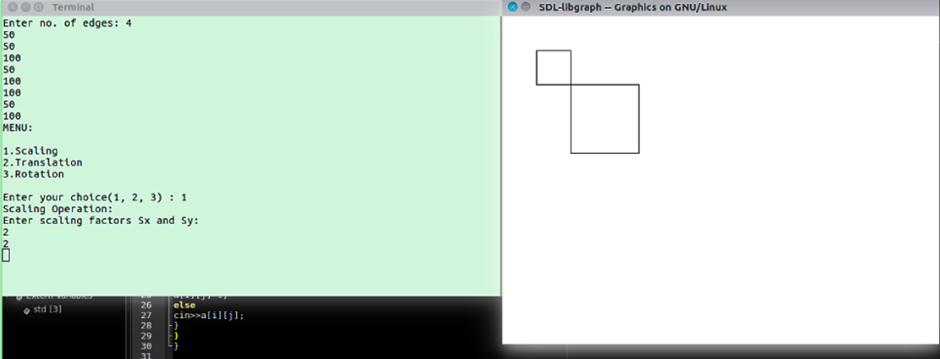 Terminal
Enter no. of edges: 4
50
50
100
50
100
100
50
100
MENU:
1.Scaling
2.Translation
3.Rotation
Enter your choice(1, 2, 3) : 1
Scaling Operation:
Enter scaling factors Sx and Sy:
2
2
SDL-libgraph -- Graphics on GNU/Linux
std [3]
26 else
27 cin>>a[i][j];
28 }
29 }
30 }
31